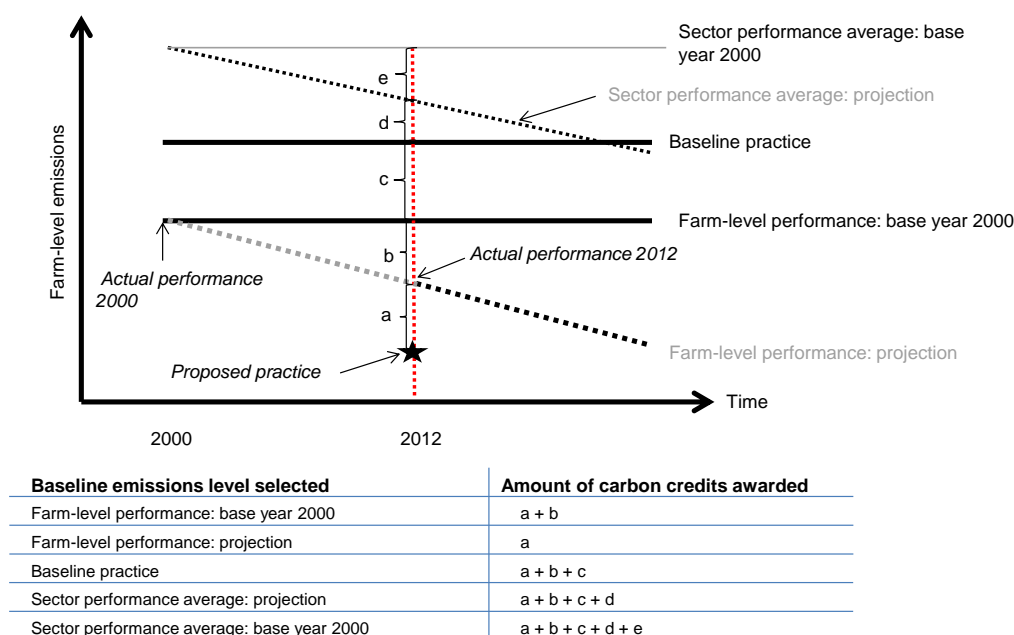 Sector performance average: base
year 2000
e
Sector performance average: projection
d
Baseline practice
c
Farm-level emissions
Farm-level performance: base year 2000
b
Actual performance 2012
Actual performance
2000
a
Proposed practice
Farm-level performance: projection
Time
2000 2012
Baseline emissions level selected Amount of carbon credits awarded
Farm-level performance: base year 2000 a + b
Farm-level performance: projection a
Baseline practice a + b + c
Sector performance average: projection a + b + c + d
Sector performance average: base year 2000 a + b + c + d + e